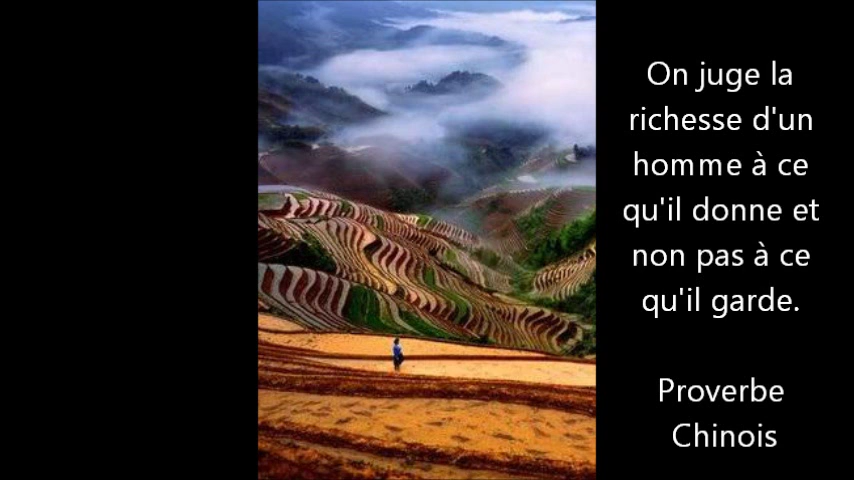 On juge la
richesse d'un
homme à ce
qu'il donne et
non pas à ce
qu'il garde.
Proverbe
Chinois